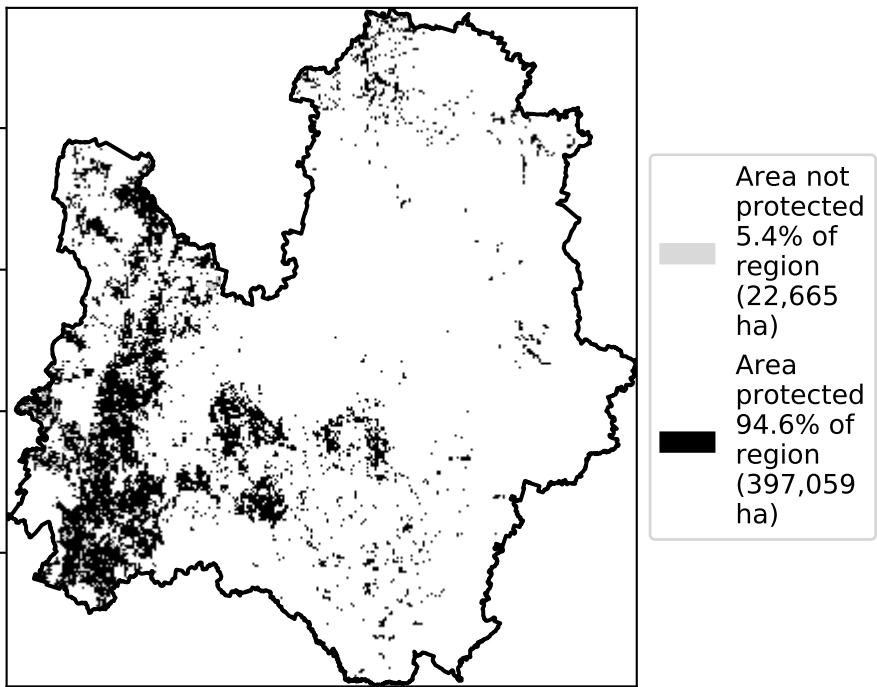 Area not
protected
5.4% of
region
(22,665
ha)
Area
protected
94.6% of
region
(397,059
ha)